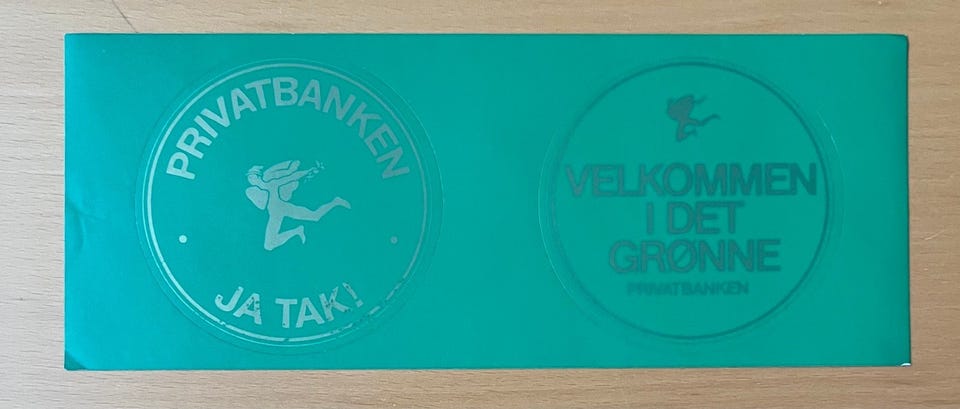 PRIVATBANKEN
JA TAK!
VELKOMMEN
I DET
GRØNNE
PRIVATBANKEN